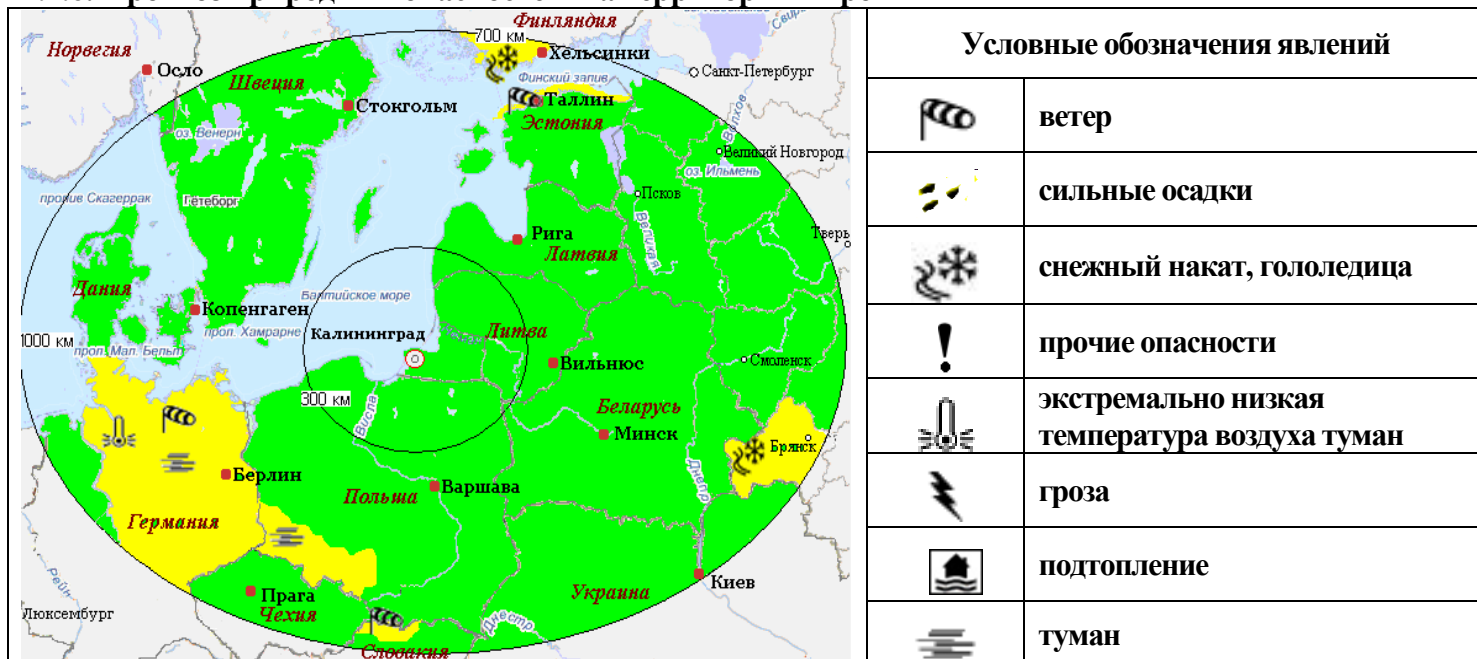 700 км
Финляндия
Норвегия
Хельсинки
Осло
Санкт-Петербург
Швеция
Финский запив
Стокгольм
Таллин
Эстония
Волхов
оз. Венерн
Великий Новгород
оз. Ильмень
пролив Скагеррак
Гётеборг
Псков
Великая
Рига
Тверь
Латвия
Дания
Балтийское море
Копенгаген
прол. Хамрарне
Калининград
Литва
1000 км
прол. Мал. Бельт
Вильнюс
Смоленск
300 км
Висла
Беларусь
Минск
Брянск
Днепр
Берлин
Польша
Варшава
Германия
Киев
Рейн
Украина
Прага
Люксембург
Чехия
Днестр
Словакия
Условные обозначения явлений
ветер
сильные осадки
снежный накат, гололедица
прочие опасности
экстремально низкая
температура воздуха туман
гроза
подтопление
туман